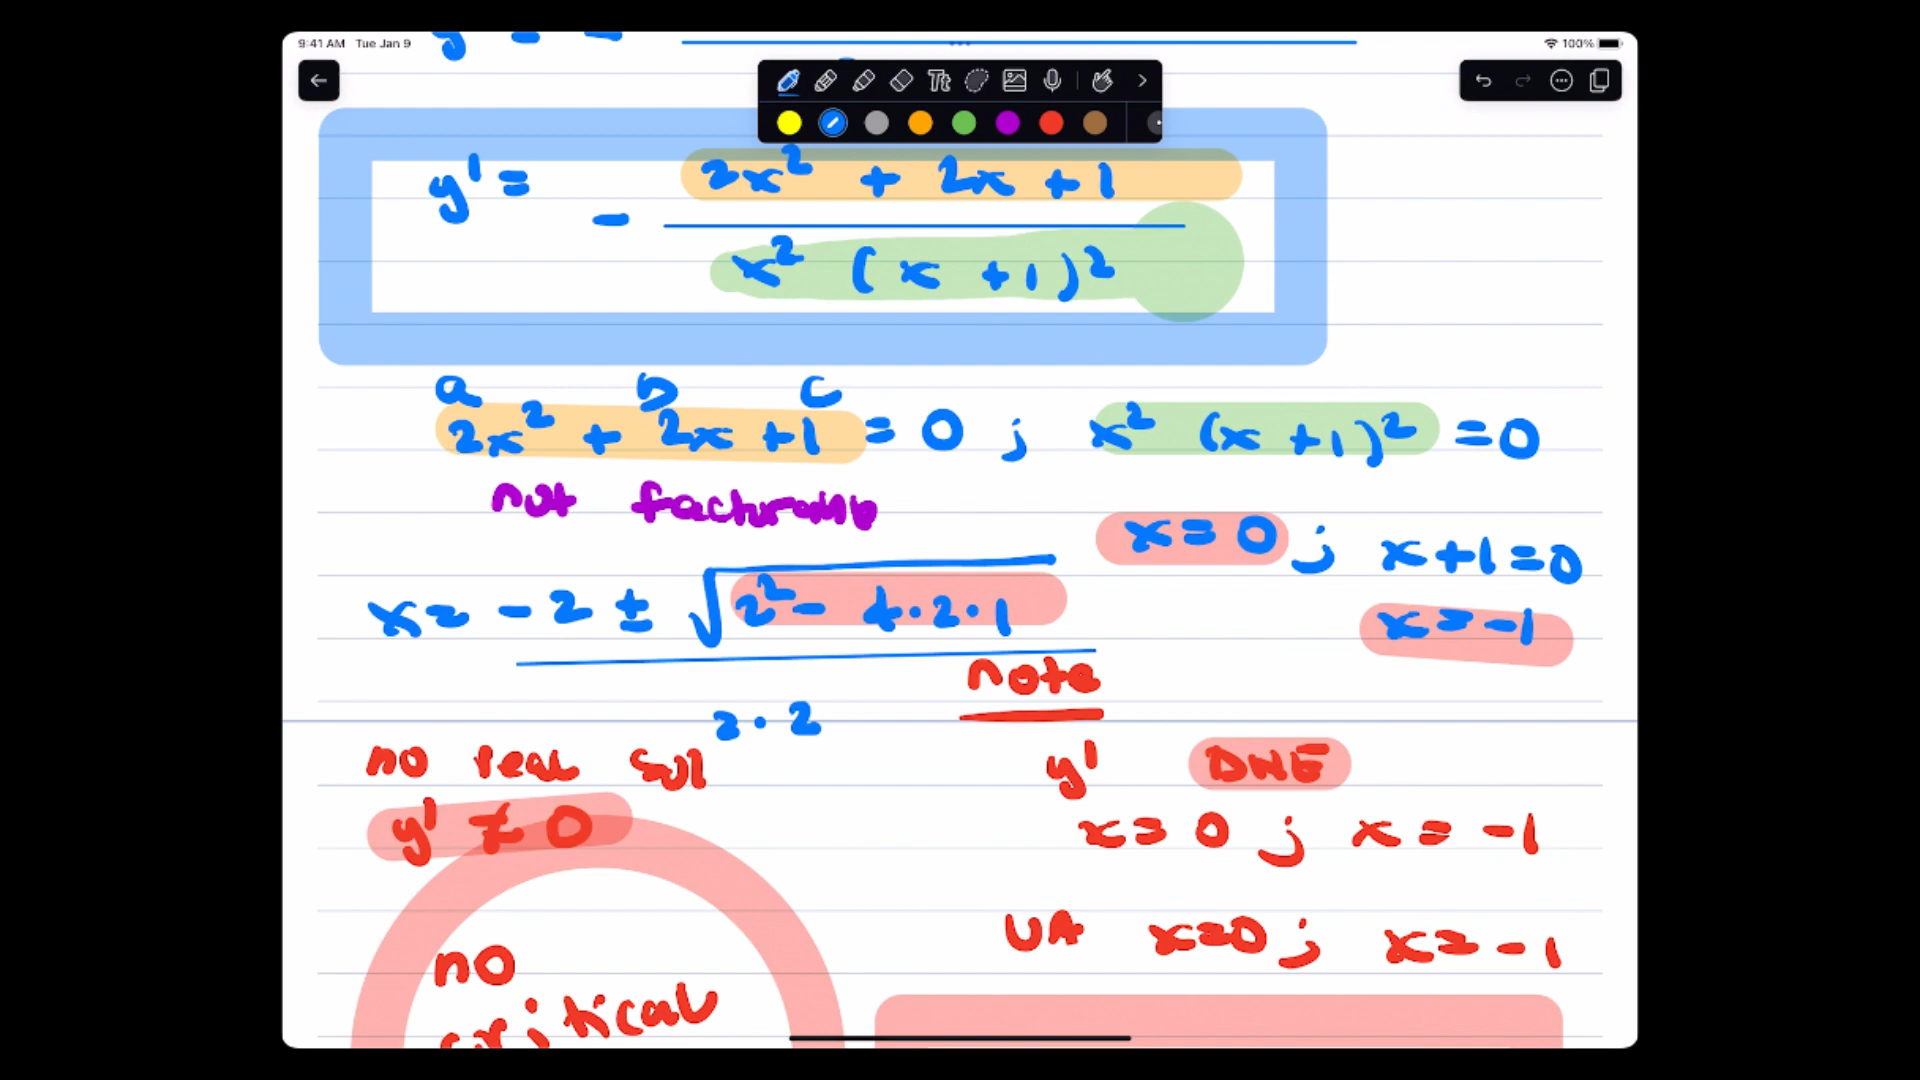 9:41 AM Tue Jan 9
100%
Tt
y' = - (2x² + 2x + 1) / (x² (x + 1)²)
a b c
2x² + 2x + 1 = 0 ; x² (x + 1)² = 0
not
x = 0 ; x + 1 = 0
x = (-2 ± √(2² - 4·2·1)) / (2·2)
x = -1
note
no real sol
y' DNE
y' ≠ 0
x = 0 ; x = -1
VA x = 0 ; x = -1
no
critical